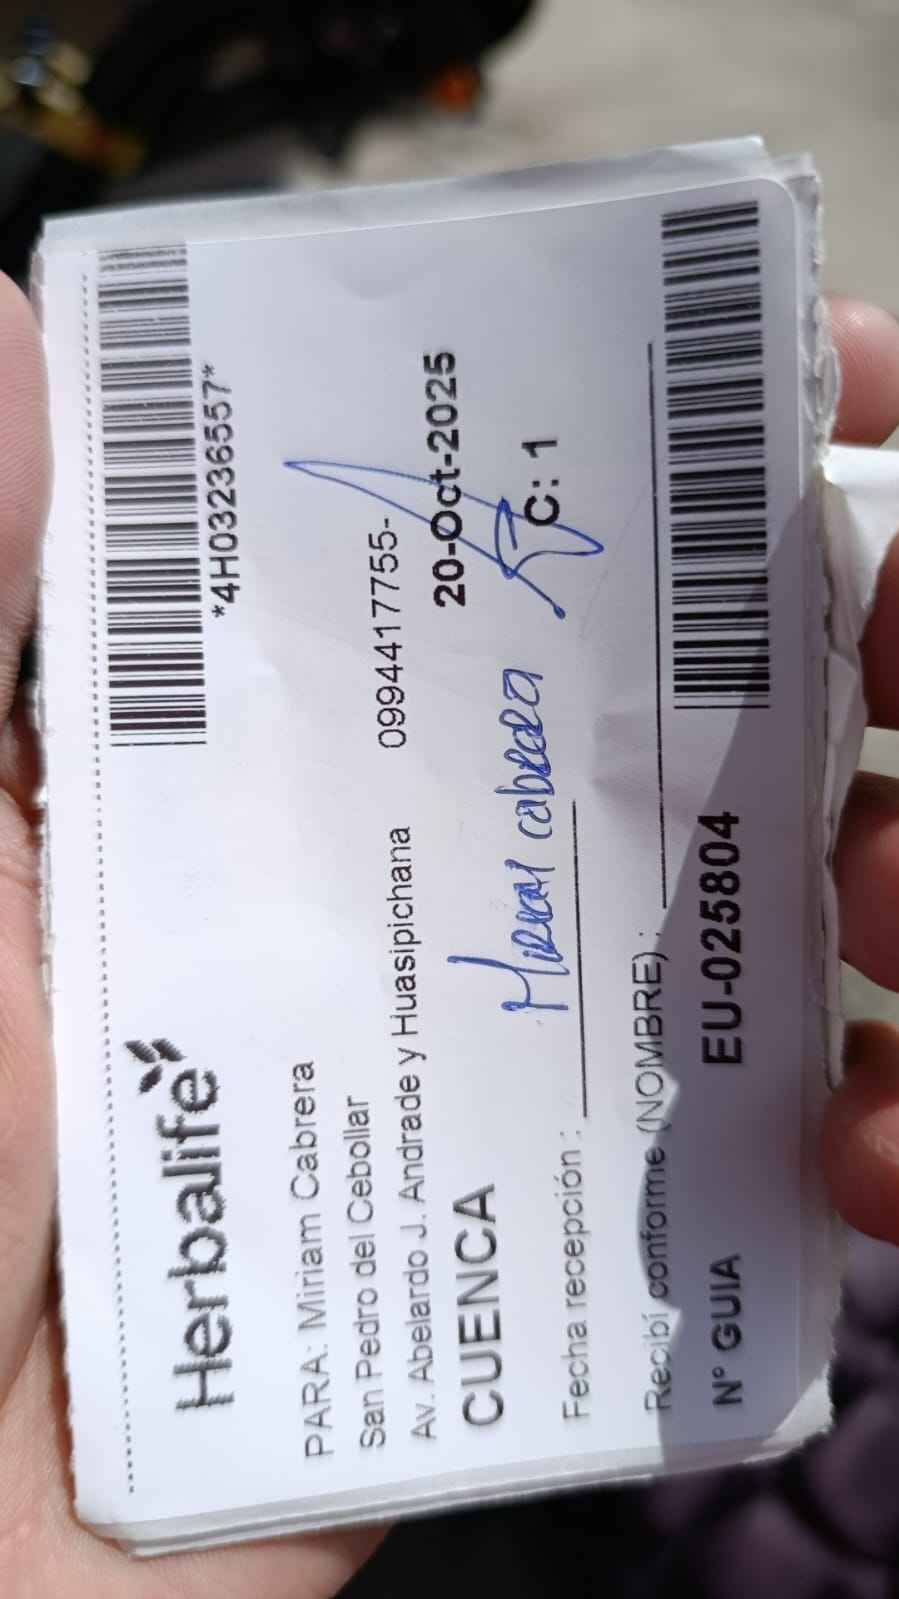 *4H03236557*
Herbalife
PARA: Miriam Cabrera
San Pedro del Cebollar
Av. Abelardo J. Andrade y Huasipichana 0994417755-
CUENCA 20-Oct-2025
Miriam Cabrera
Fecha recepción : C: 1
Recibí conforme (NOMBRE) :
N° GUIA EU-025804